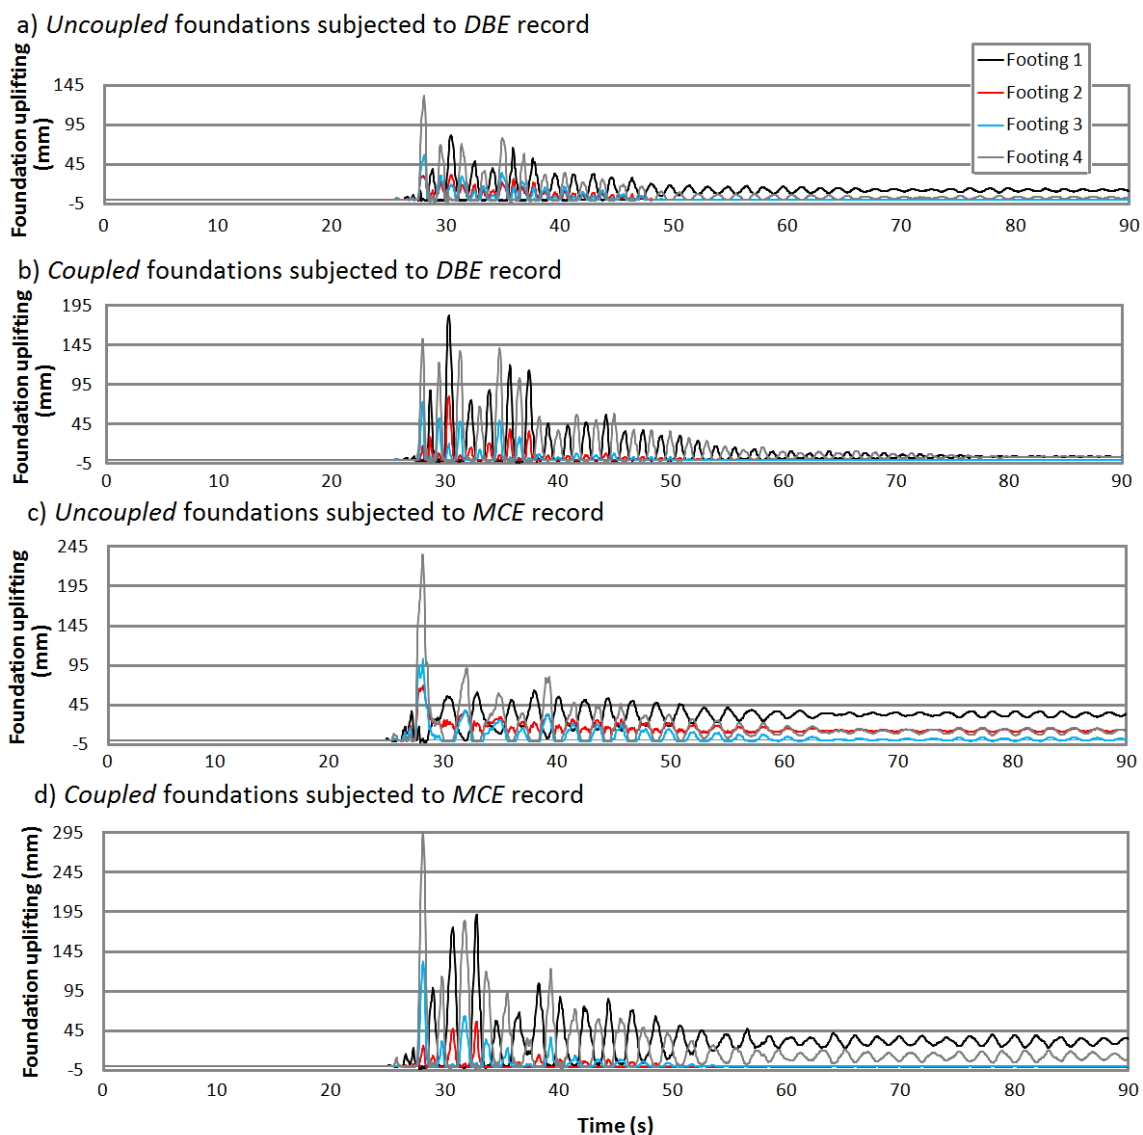 a) Uncoupled foundations subjected to DBE record
Foundation uplifting
(mm)
145
95
45
-5
0 10 20 30 40 50 60 70 80 90
Footing 1
Footing 2
Footing 3
Footing 4
b) Coupled foundations subjected to DBE record
Foundation uplifting
(mm)
195
145
95
45
-5
0 10 20 30 40 50 60 70 80 90
c) Uncoupled foundations subjected to MCE record
Foundation uplifting
(mm)
245
195
145
95
45
-5
0 10 20 30 40 50 60 70 80 90
d) Coupled foundations subjected to MCE record
Foundation uplifting (mm)
295
245
195
145
95
45
-5
0 10 20 30 40 50 60 70 80 90
Time (s)